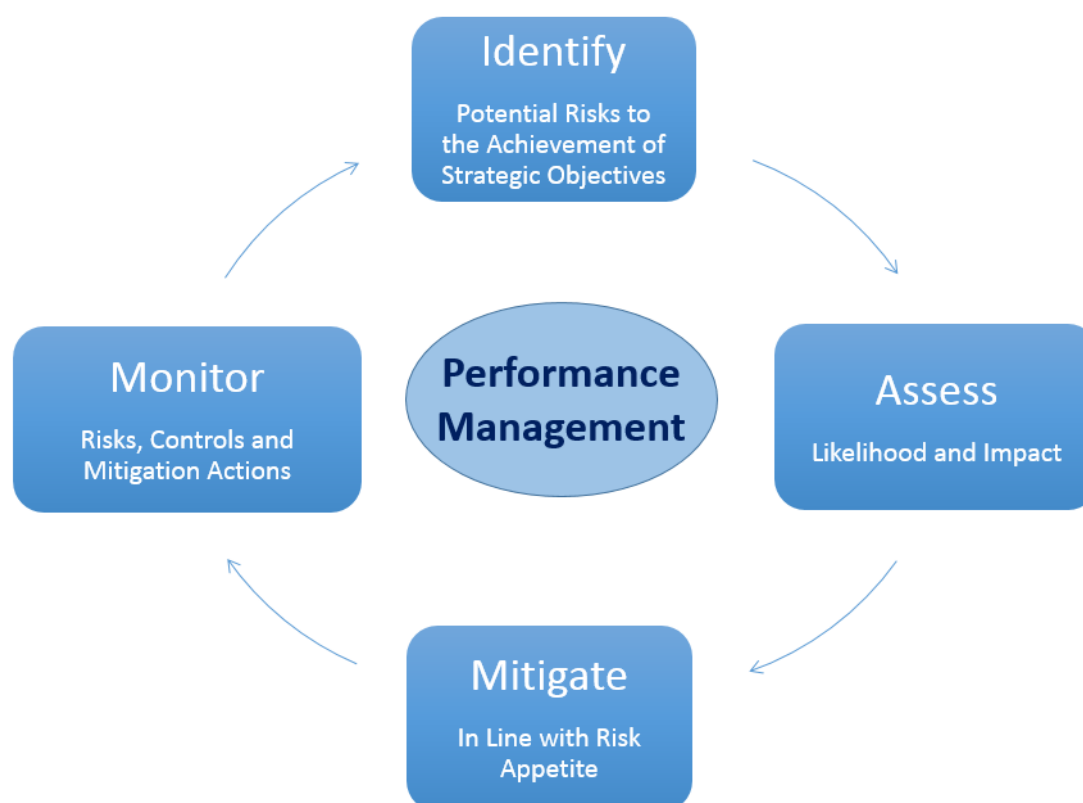 Identify
Potential Risks to
the Achievement of
Strategic Objectives
Assess
Likelihood and Impact
Mitigate
In Line with Risk
Appetite
Monitor
Risks, Controls and
Mitigation Actions
Performance
Management